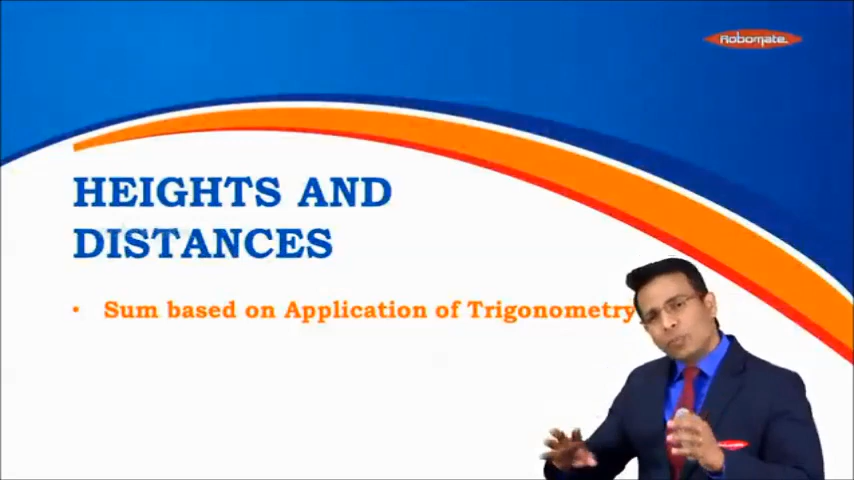 Robomate
HEIGHTS AND
DISTANCES
• Sum based on Application of Trigonometry